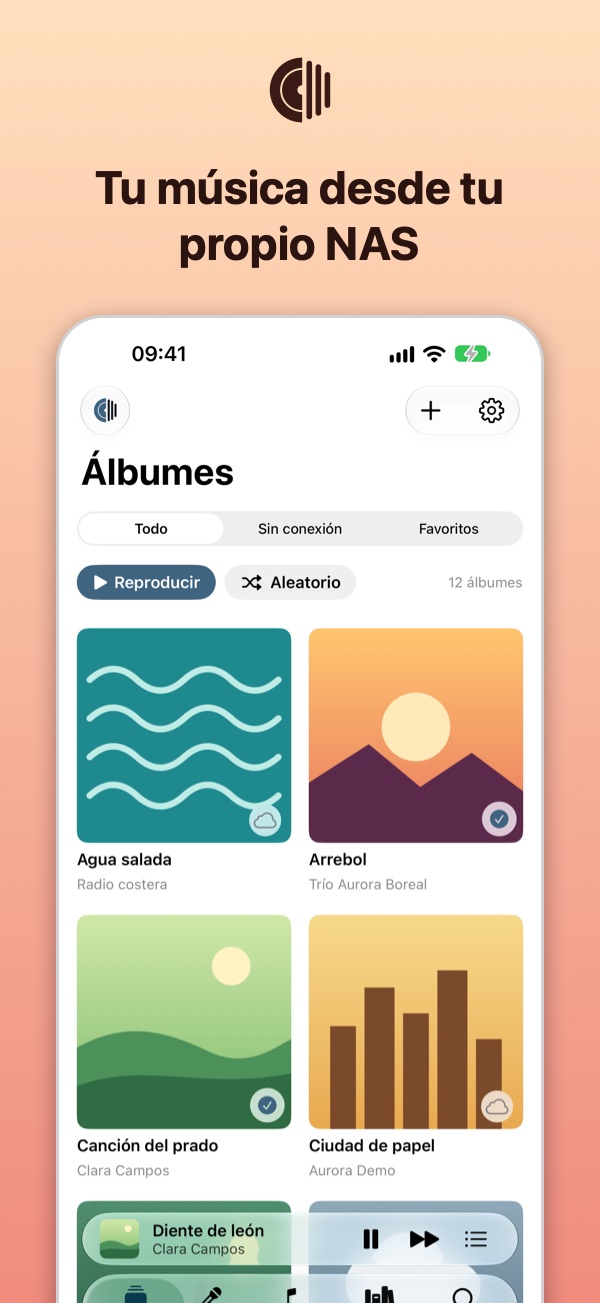 Tu música desde tu
propio NAS
09:41
Álbumes
Todo
Sin conexión
Favoritos
Reproducir
Aleatorio
12 álbumes
Agua salada
Radio costera
Arrebol
Trío Aurora Boreal
Canción del prado
Clara Campos
Ciudad de papel
Aurora Demo
Diente de león
Clara Campos